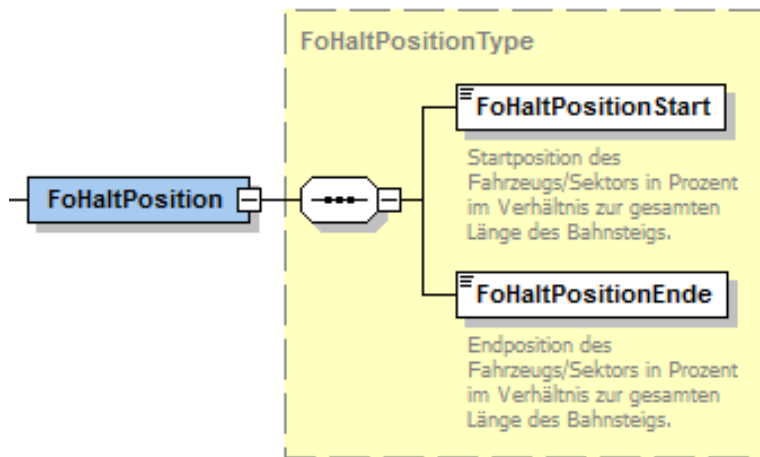 FoHaltPositionType
FoHaltPositionStart
Startposition des
Fahrzeugs/Sektors in Prozent
im Verhältnis zur gesamten
Länge des Bahnsteigs.
FoHaltPosition
FoHaltPositionEnde
Endposition des
Fahrzeugs/Sektors in Prozent
im Verhältnis zur gesamten
Länge des Bahnsteigs.